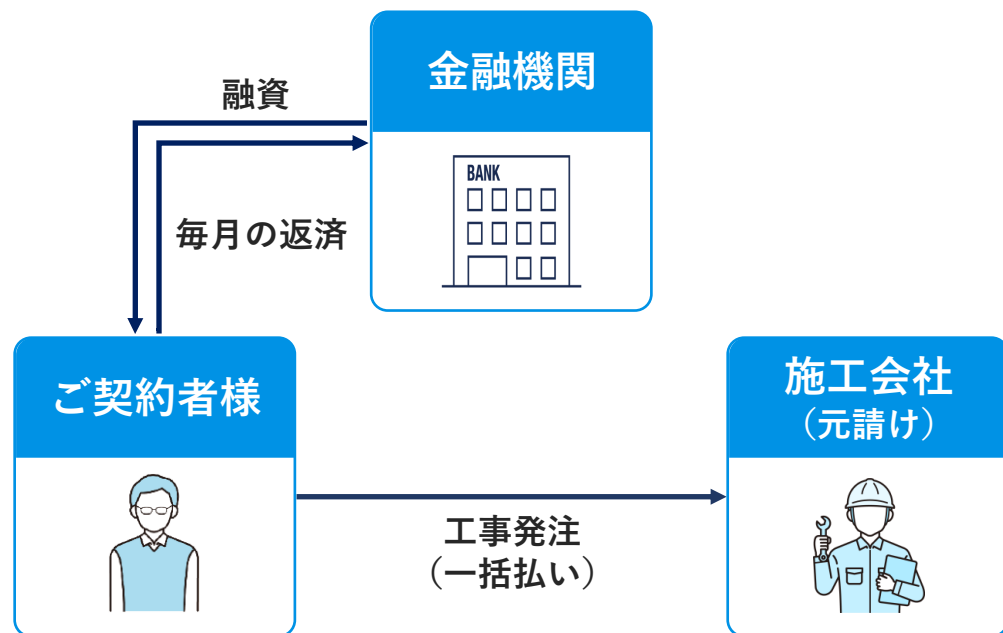 金融機関
融資
BANK
毎月の返済
ご契約者様
施工会社
（元請け）
工事発注
（一括払い）